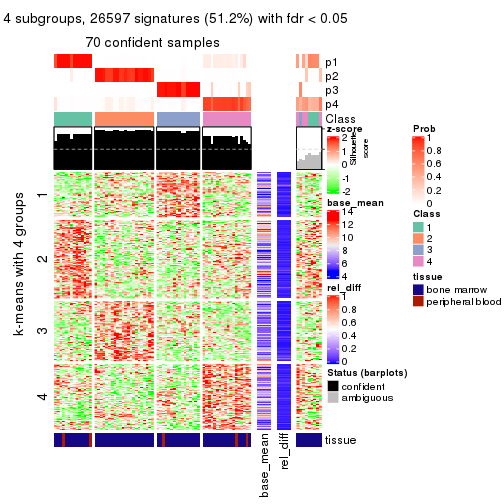 4 subgroups, 26597 signatures (51.2%) with fdr < 0.05
70 confident samples
p1
p2
p3
p4
Class
Silhouette
score
k-means with 4 groups
1
2
3
4
tissue
base_mean
rel_diff
z-score
2
1
0
-1
-2
base_mean
14
12
10
8
6
4
rel_diff
1
0.8
0.6
0.4
0.2
0
Status (barplots)
confident
ambiguous
Prob
1
0.8
0.6
0.4
0.2
0
Class
1
2
3
4
tissue
bone marrow
peripheral blood